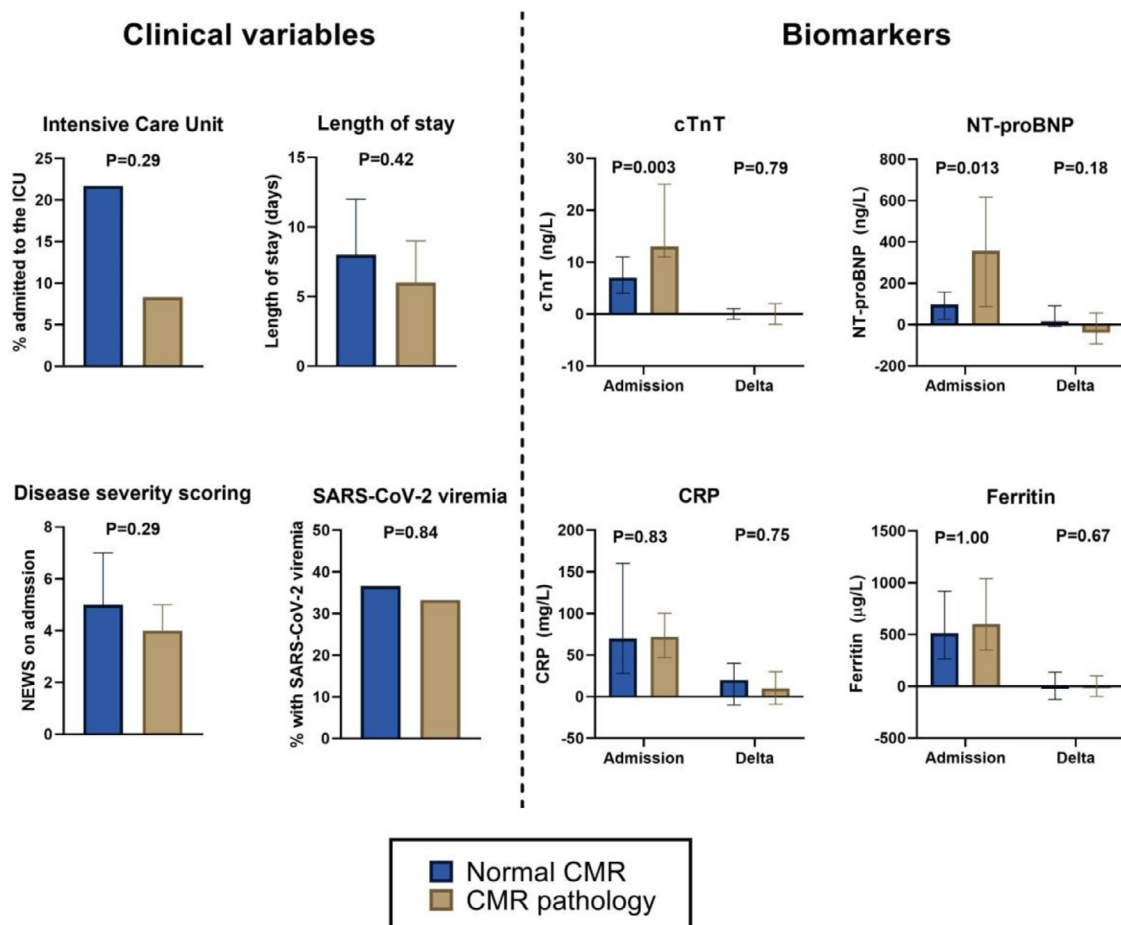 Clinical variables
Biomarkers
Intensive Care Unit
P=0.29
% admitted to the ICU
25
20
15
10
5
0
Length of stay
P=0.42
Length of stay (days)
15
10
5
0
cTnT
P=0.003
P=0.79
cTnT (ng/L)
30
20
10
0
-10
Admission
Delta
NT-proBNP
P=0.013
P=0.18
NT-proBNP (ng/L)
800
600
400
200
0
-200
Admission
Delta
Disease severity scoring
P=0.29
NEWS on admssion
8
6
4
2
0
SARS-CoV-2 viremia
P=0.84
% with SARS-CoV-2 viremia
50
40
30
20
10
0
CRP
P=0.83
P=0.75
CRP (mg/L)
200
150
100
50
0
-50
Admission
Delta
Ferritin
P=1.00
P=0.67
Ferritin (µg/L)
1500
1000
500
0
-500
Admission
Delta
Normal CMR
CMR pathology